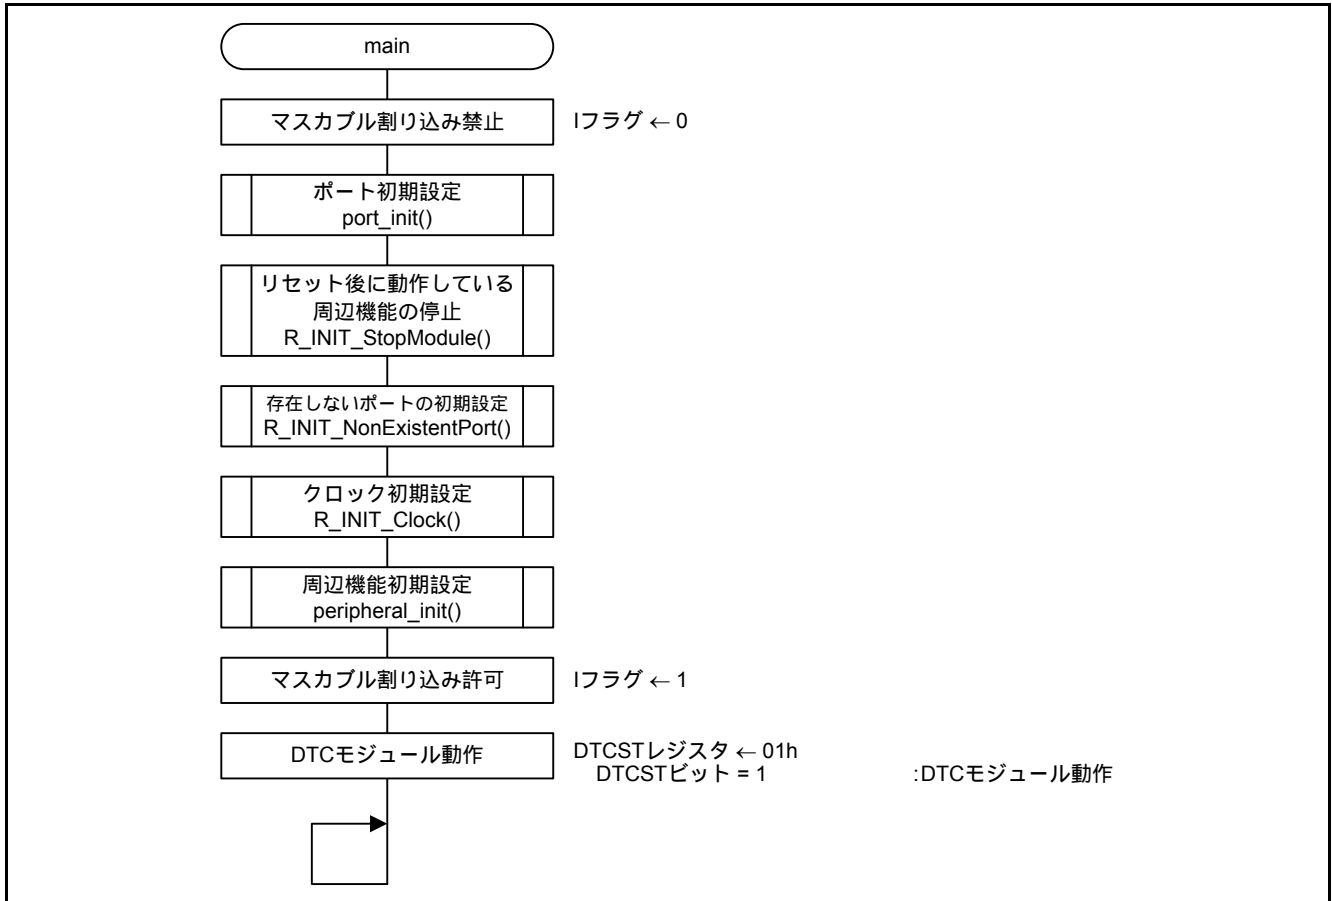 main
マスカブル割り込み禁止
Iフラグ ← 0
ポート初期設定
port_init()
リセット後に動作している
周辺機能の停止
R_INIT_StopModule()
存在しないポートの初期設定
R_INIT_NonExistentPort()
クロック初期設定
R_INIT_Clock()
周辺機能初期設定
peripheral_init()
マスカブル割り込み許可
Iフラグ ← 1
DTCモジュール動作
DTCSTレジスタ ← 01h
DTCSTビット = 1 :DTCモジュール動作